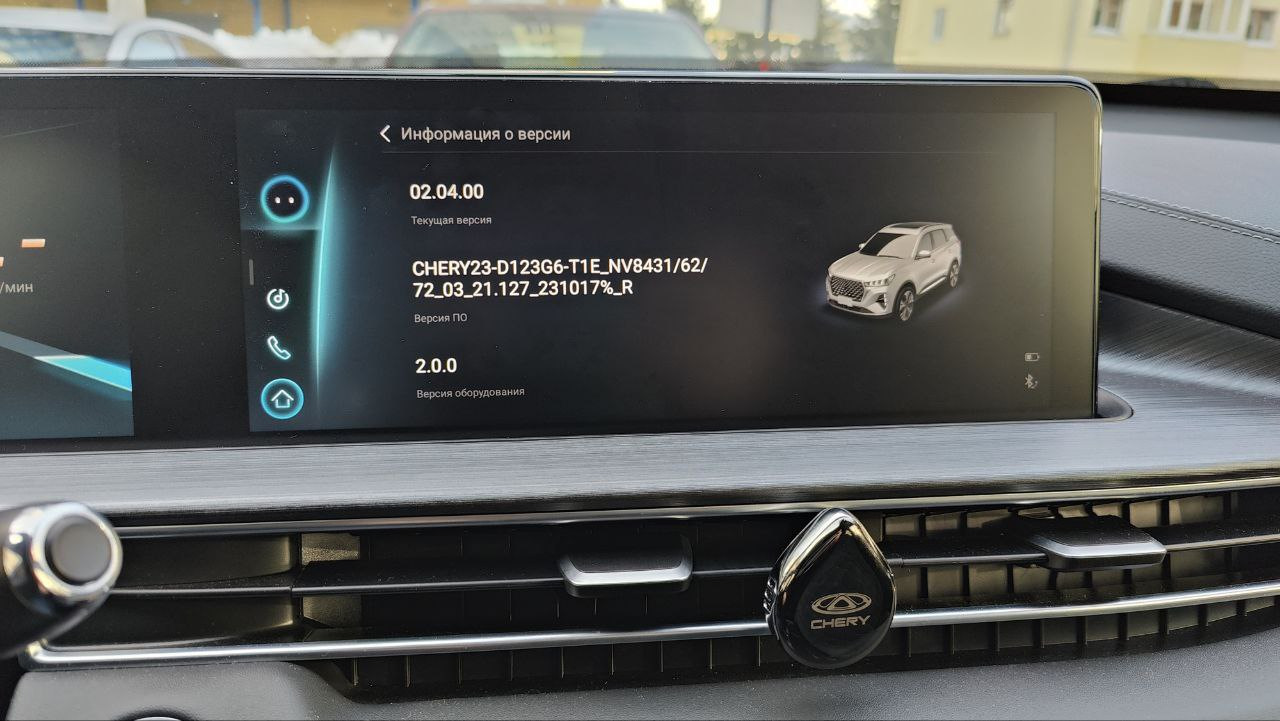 Информация о версии
02.04.00
Текущая версия
CHERY23-D123G6-T1E_NV8431/62/
72_03_21.127_231017%_R
Версия ПО
2.0.0
Версия оборудования
/мин
CHERY